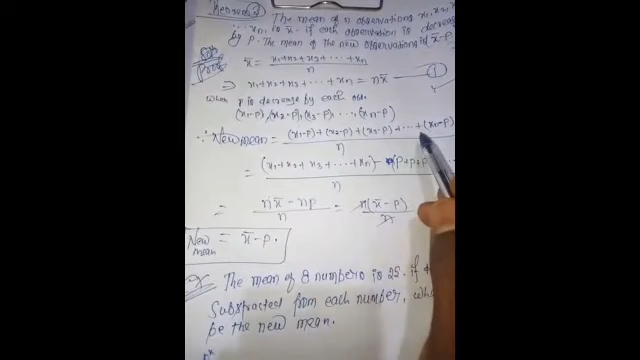 Theorem 3 The mean of n observations x₁, x₂, x
... xn, is x̄. if each observation is decrease
by p. The mean of the new observations is x̄-p
Proof x̄ = x₁+x₂+x₃+...+xn / n
⇒ x₁+x₂+x₃+...+xn = nx̄ — ①
when p is decrease by each obs.
(x₁-p), (x₂-p), (x₃-p), ..., (xn-p)
∴ New mean = (x₁-p)+(x₂-p)+(x₃-p)+...+(xn-p) / n
= (x₁+x₂+x₃+...+xn) - (p+p+p / n
= nx̄ - np / n = n(x̄-p) / n
New mean = x̄-p.
The mean of 8 numbers is 25. if
Subtracted from each number,
be the new mean.